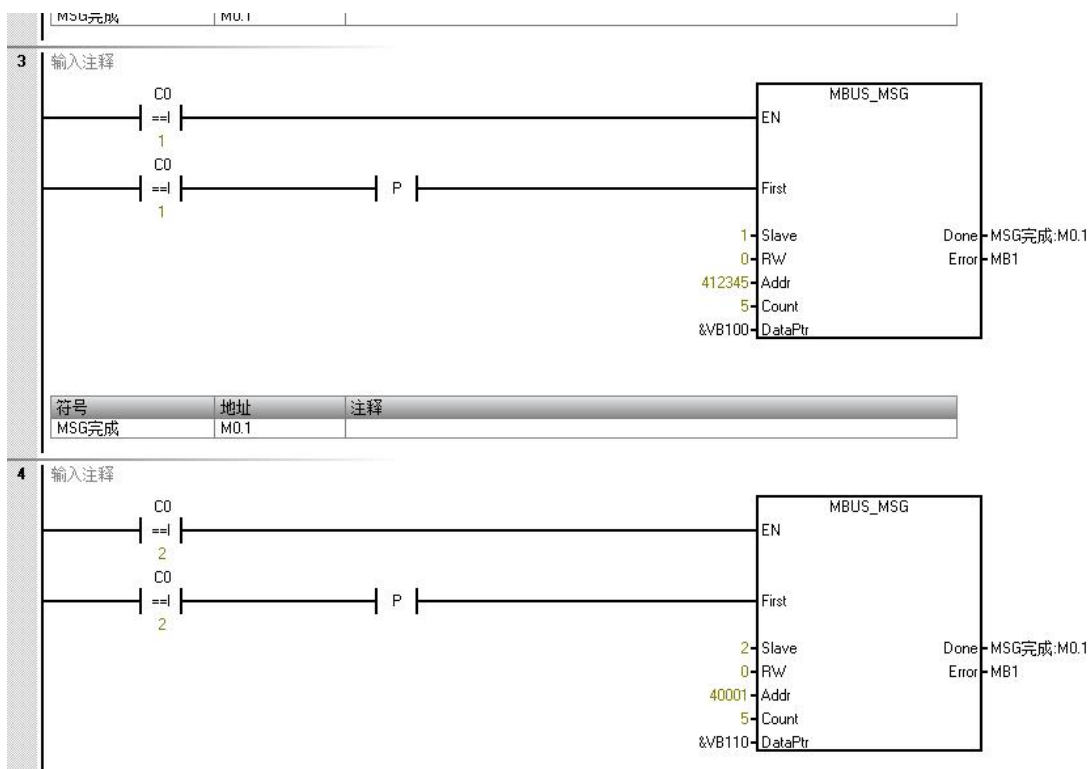 MSG完成 M0.1
3 输入注释
C0 MBUS_MSG
==I EN
1
C0
==I P First
1
1 Slave Done MSG完成:M0.1
0 RW Error MB1
412345 Addr
5 Count
&VB100 DataPtr
符号 地址 注释
MSG完成 M0.1
4 输入注释
C0 MBUS_MSG
==I EN
2
C0
==I P First
2
2 Slave Done MSG完成:M0.1
0 RW Error MB1
40001 Addr
5 Count
&VB110 DataPtr